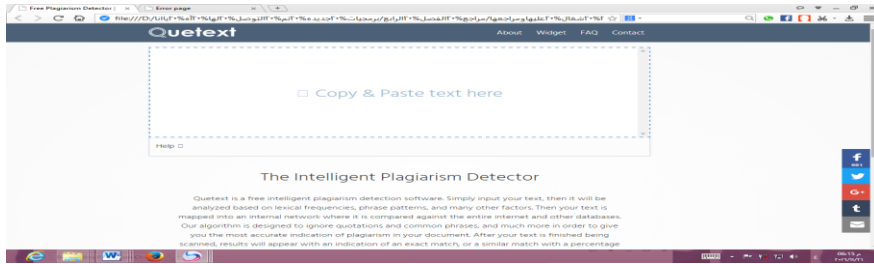 Free Plagiarism Detector |
Error page
Quetext
About Widget FAQ Contact
Copy & Paste text here
Help
601
The Intelligent Plagiarism Detector
Quetext is a free intelligent plagiarism detection software. Simply input your text, then it will be
analyzed based on lexical frequencies, phrase patterns, and many other factors. Then your text is
mapped into an internal network where it is compared against the entire internet and other databases.
Our algorithm is designed to ignore quotations and common phrases, and much more in order to give
you the most accurate indication of plagiarism in your document. After your text is finished being
scanned, results will appear with an indication of an exact match, or a similar match with a percentage